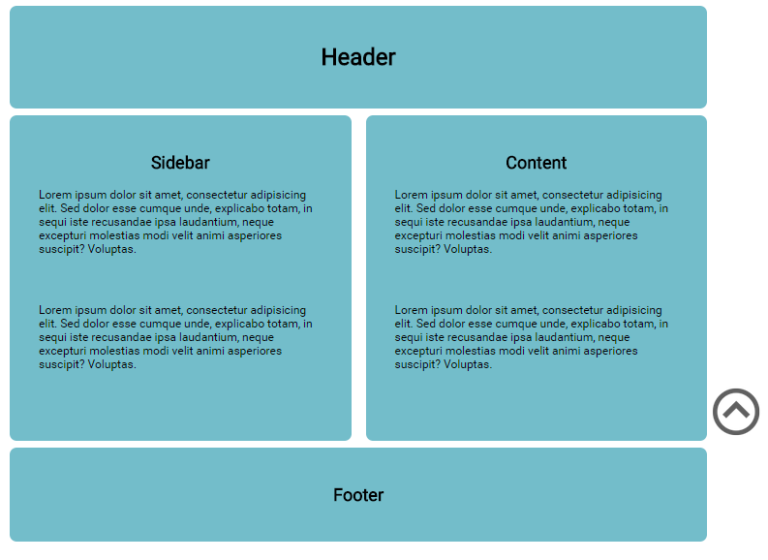 Header
Sidebar
Lorem ipsum dolor sit amet, consectetur adipisicing
elit. Sed dolor esse cumque unde, explicabo totam, in
sequi iste recusandae ipsa laudantium, neque
excepturi molestias modi velit animi asperiores
suscipit? Voluptas.
Lorem ipsum dolor sit amet, consectetur adipisicing
elit. Sed dolor esse cumque unde, explicabo totam, in
sequi iste recusandae ipsa laudantium, neque
excepturi molestias modi velit animi asperiores
suscipit? Voluptas.
Content
Lorem ipsum dolor sit amet, consectetur adipisicing
elit. Sed dolor esse cumque unde, explicabo totam, in
sequi iste recusandae ipsa laudantium, neque
excepturi molestias modi velit animi asperiores
suscipit? Voluptas.
Lorem ipsum dolor sit amet, consectetur adipisicing
elit. Sed dolor esse cumque unde, explicabo totam, in
sequi iste recusandae ipsa laudantium, neque
excepturi molestias modi velit animi asperiores
suscipit? Voluptas.
Footer